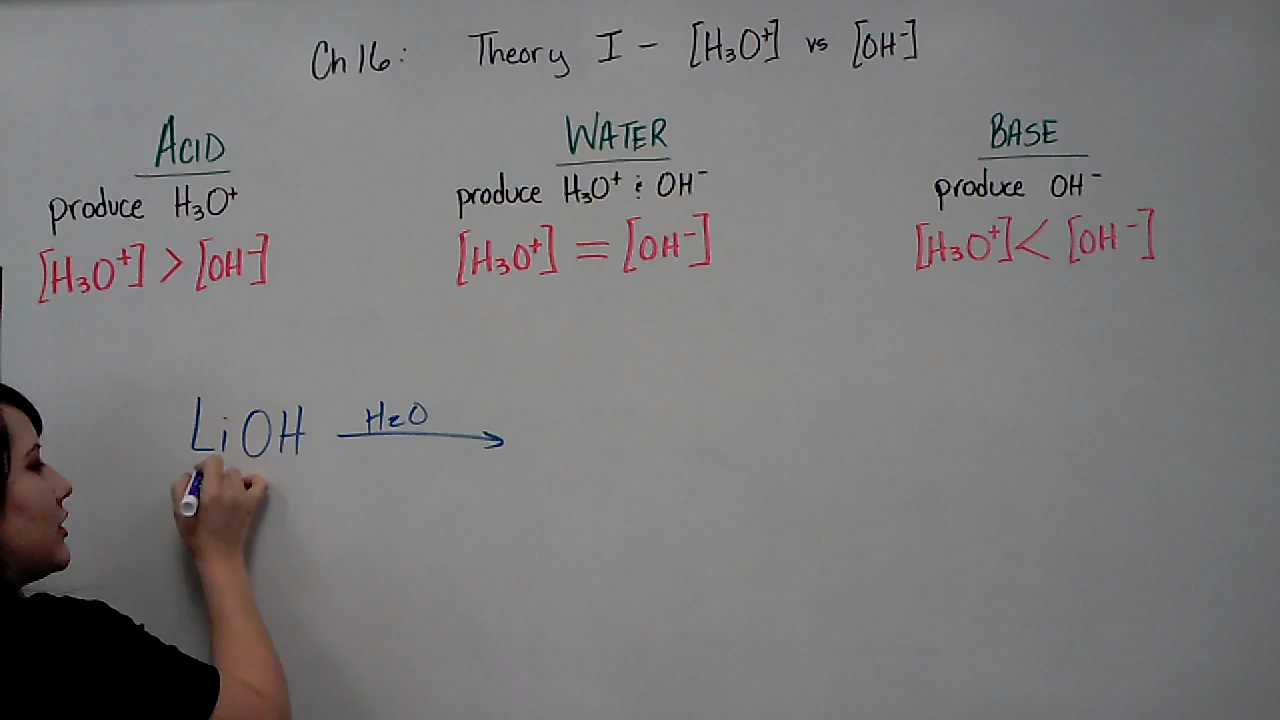 Ch 16: Theory I - [H₃O⁺] vs [OH⁻]
ACID
produce H₃O⁺
[H₃O⁺] > [OH⁻]
WATER
produce H₃O⁺ & OH⁻
[H₃O⁺] = [OH⁻]
BASE
produce OH⁻
[H₃O⁺] < [OH⁻]
LiOH H₂O →